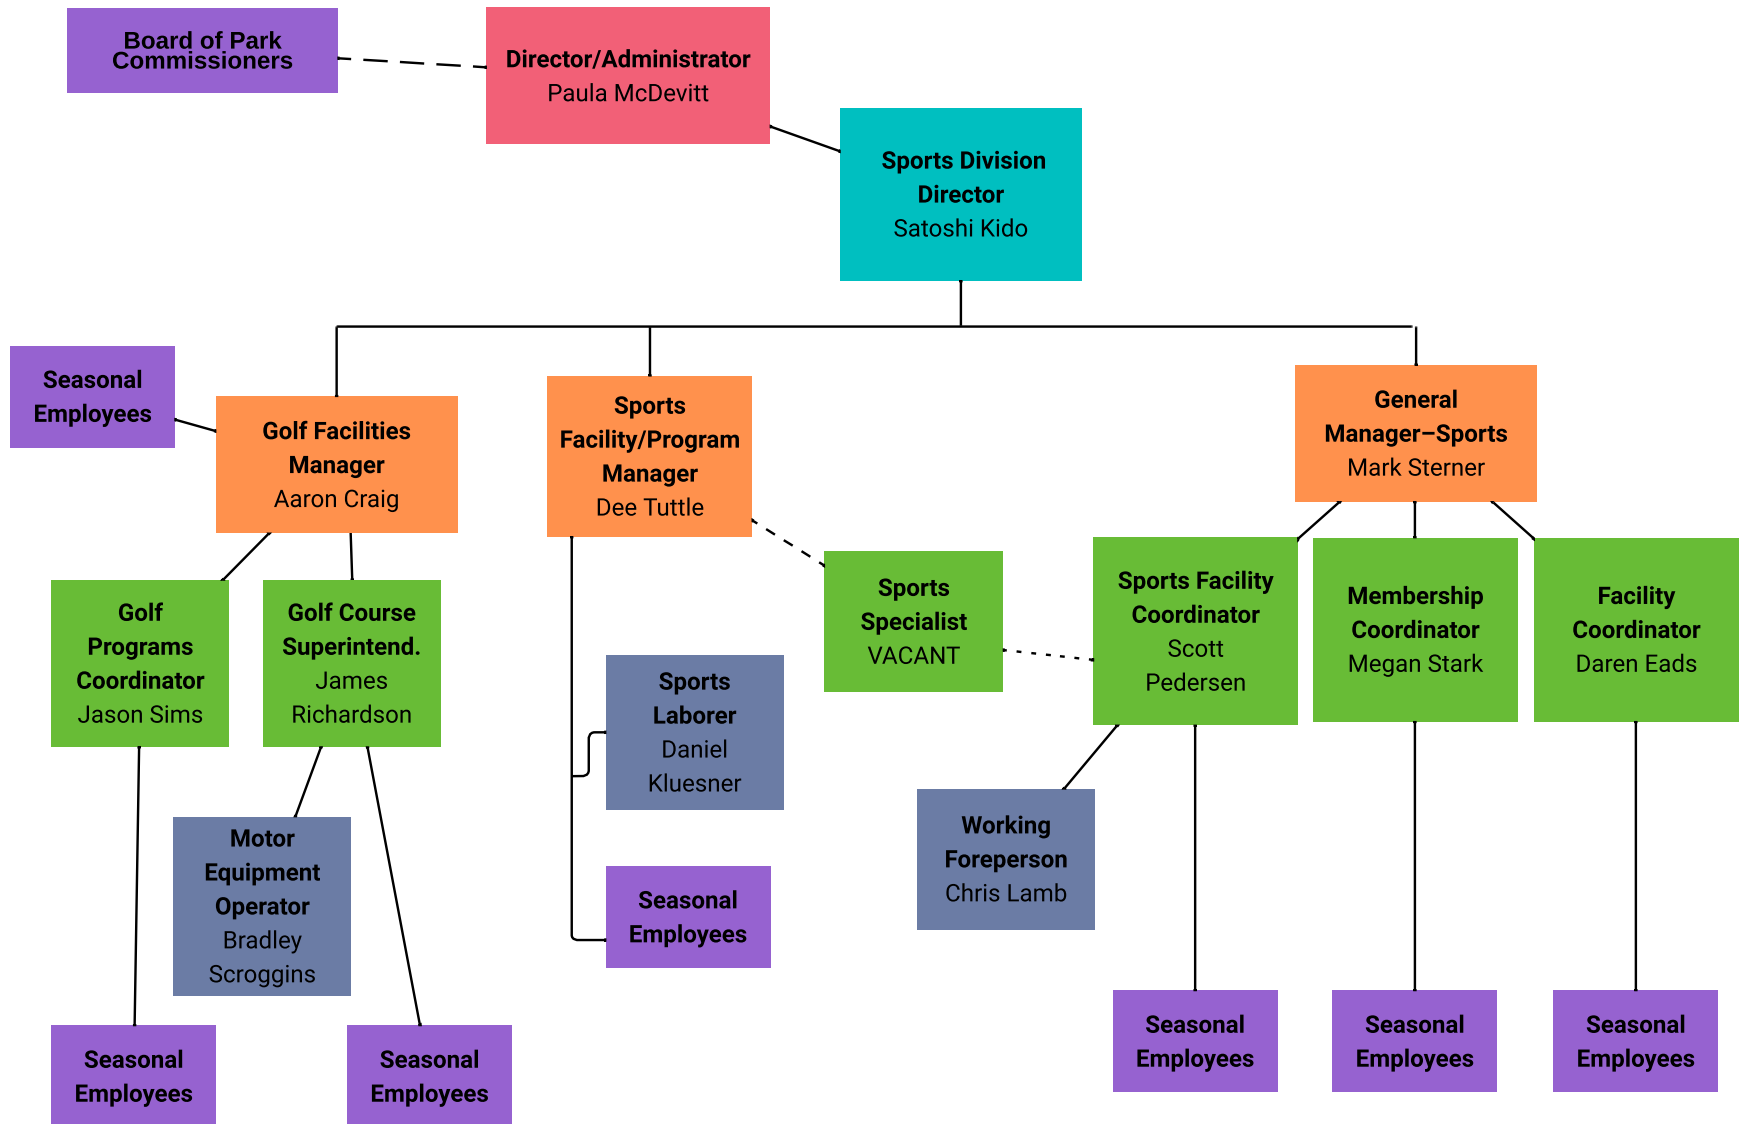 Board of Park
Commissioners
Director/Administrator
Paula McDevitt
Sports Division
Director
Satoshi Kido
Seasonal
Employees
Golf Facilities
Manager
Aaron Craig
Sports
Facility/Program
Manager
Dee Tuttle
General
Manager–Sports
Mark Sterner
Golf
Programs
Coordinator
Jason Sims
Golf Course
Superintend.
James
Richardson
Sports
Specialist
VACANT
Sports Facility
Coordinator
Scott
Pedersen
Membership
Coordinator
Megan Stark
Facility
Coordinator
Daren Eads
Sports
Laborer
Daniel
Kluesner
Motor
Equipment
Operator
Bradley
Scroggins
Working
Foreperson
Chris Lamb
Seasonal
Employees
Seasonal
Employees
Seasonal
Employees
Seasonal
Employees
Seasonal
Employees
Seasonal
Employees